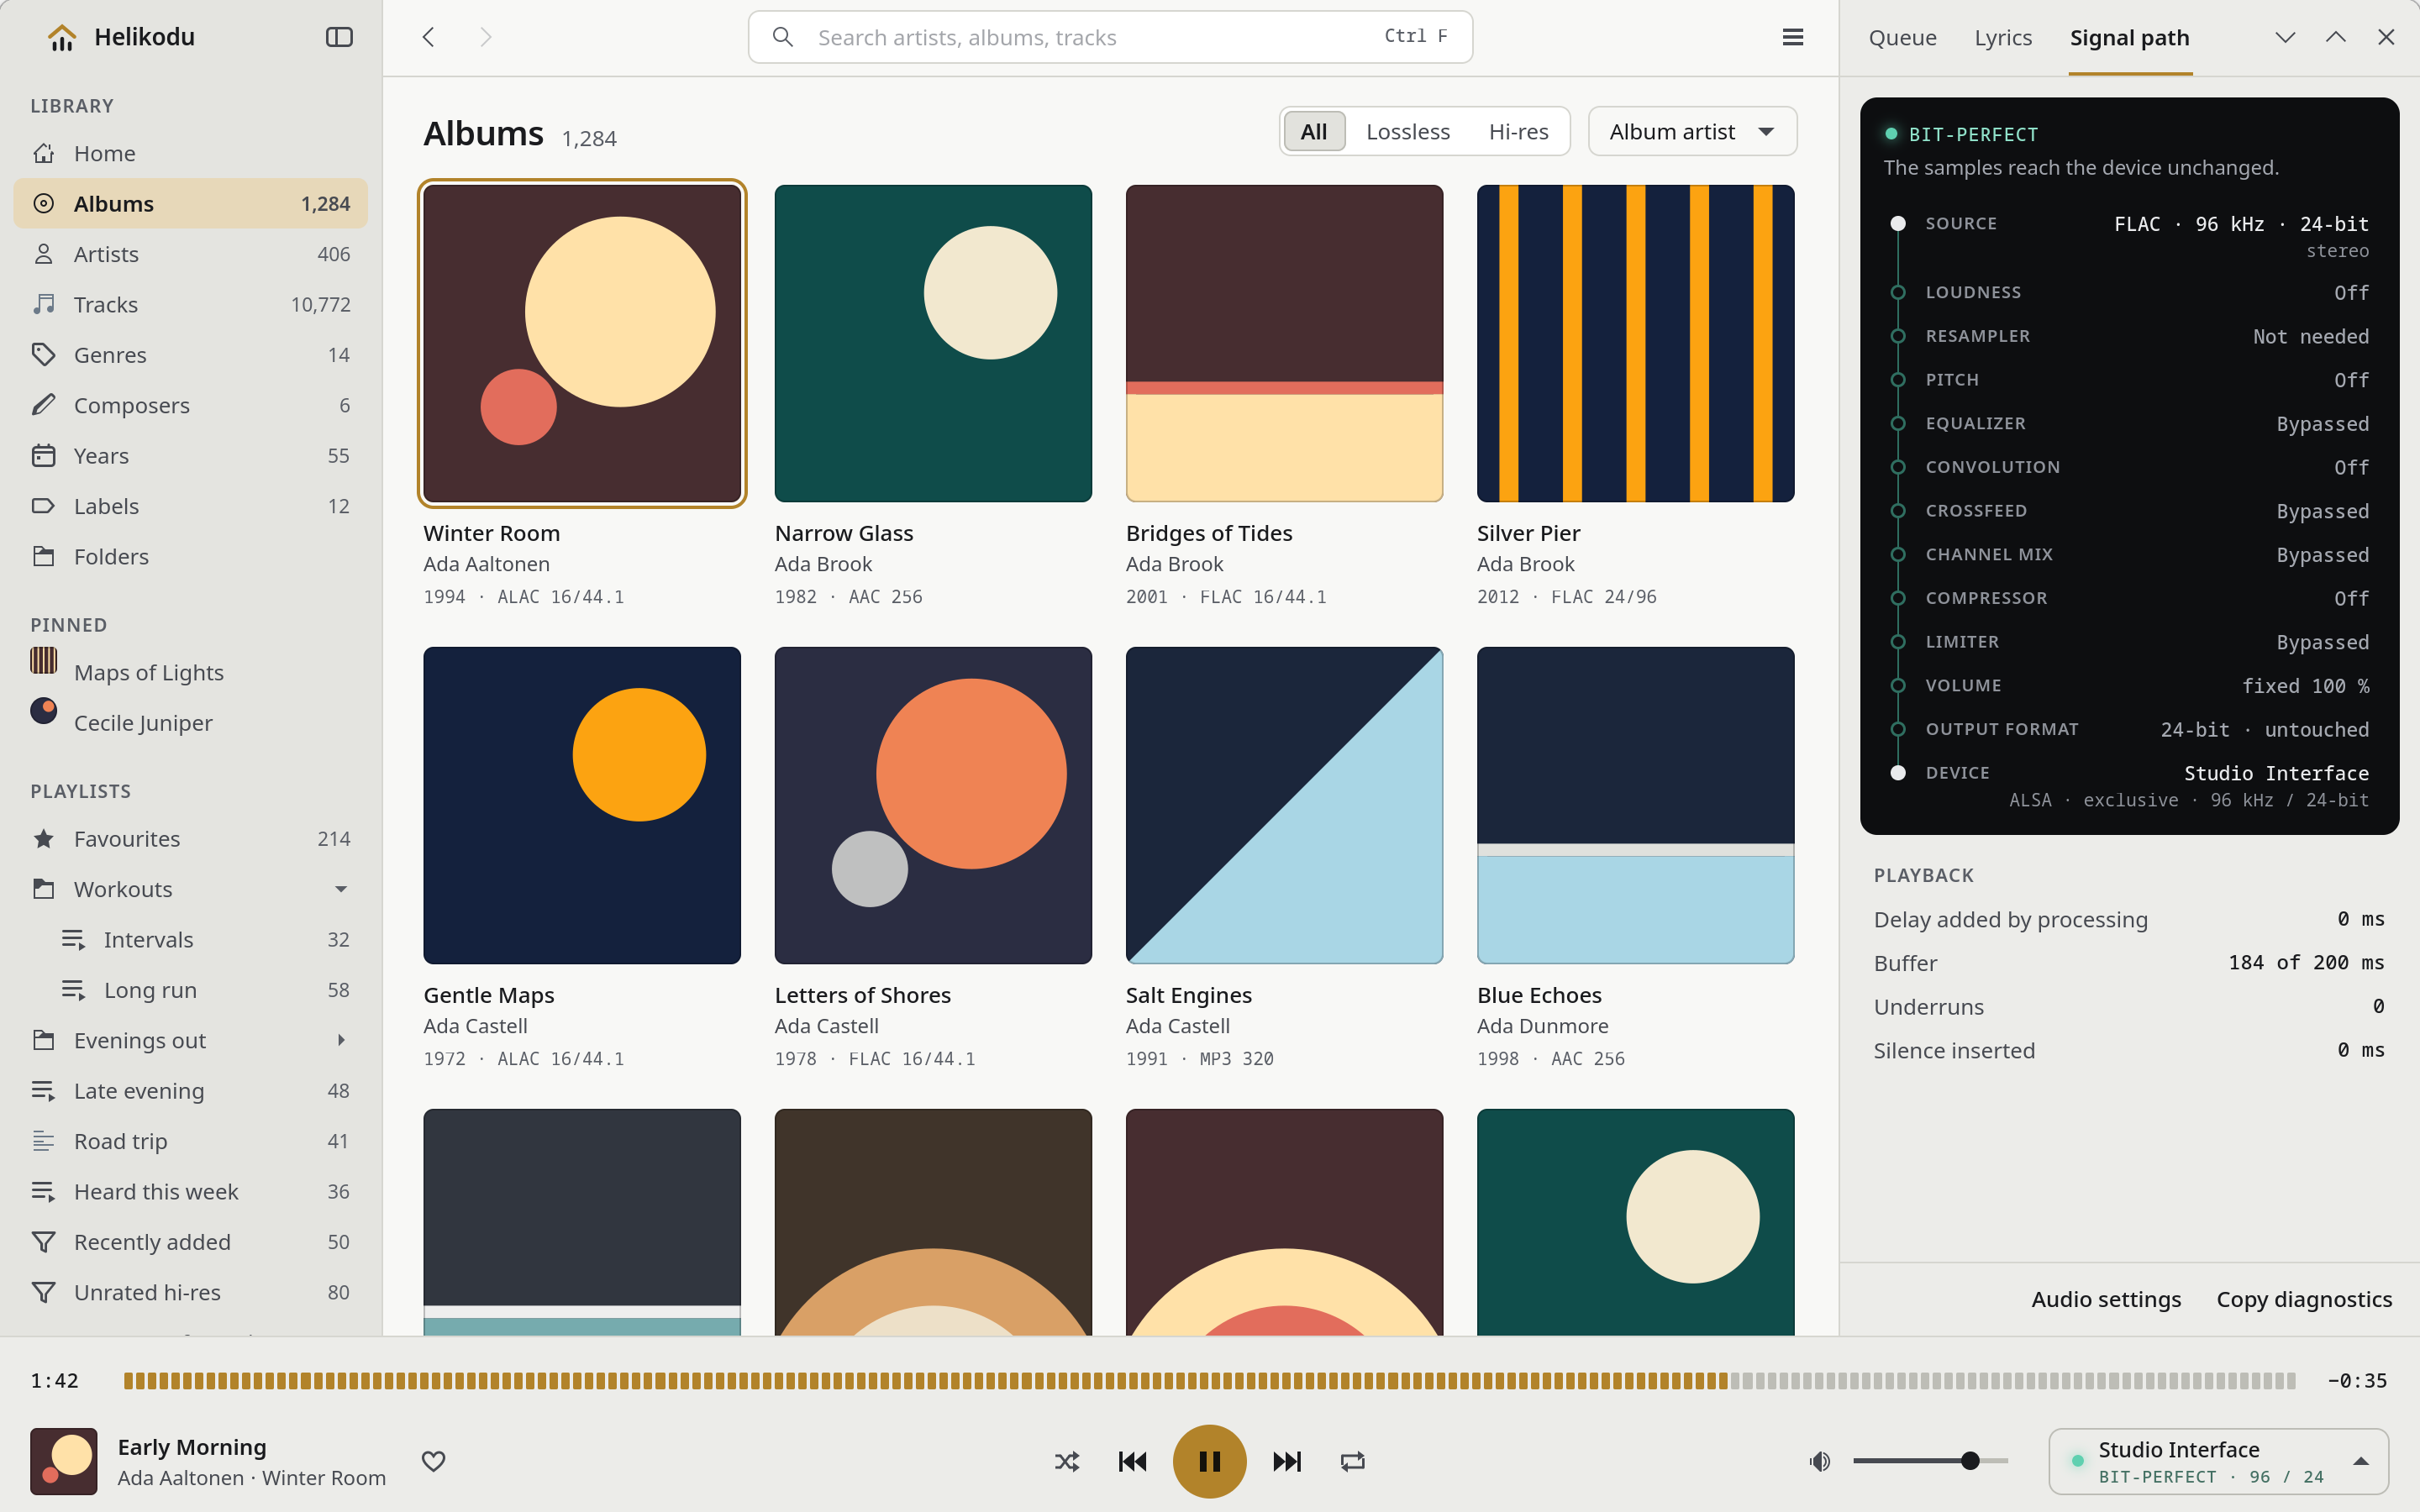 Helikodu
LIBRARY
Home
Albums 1,284
Artists 406
Tracks 10,772
Genres 14
Composers 6
Years 55
Labels 12
Folders
PINNED
Maps of Lights
Cecile Juniper
PLAYLISTS
Favourites 214
Workouts
Intervals 32
Long run 58
Evenings out
Late evening 48
Road trip 41
Heard this week 36
Recently added 50
Unrated hi-res 80
Search artists, albums, tracks Ctrl F
Albums 1,284
All Lossless Hi-res Album artist
Winter Room
Ada Aaltonen
1994 · ALAC 16/44.1
Narrow Glass
Ada Brook
1982 · AAC 256
Bridges of Tides
Ada Brook
2001 · FLAC 16/44.1
Silver Pier
Ada Brook
2012 · FLAC 24/96
Gentle Maps
Ada Castell
1972 · ALAC 16/44.1
Letters of Shores
Ada Castell
1978 · FLAC 16/44.1
Salt Engines
Ada Castell
1991 · MP3 320
Blue Echoes
Ada Dunmore
1998 · AAC 256
Queue Lyrics Signal path
BIT-PERFECT
The samples reach the device unchanged.
SOURCE FLAC · 96 kHz · 24-bit
stereo
LOUDNESS Off
RESAMPLER Not needed
PITCH Off
EQUALIZER Bypassed
CONVOLUTION Off
CROSSFEED Bypassed
CHANNEL MIX Bypassed
COMPRESSOR Off
LIMITER Bypassed
VOLUME fixed 100 %
OUTPUT FORMAT 24-bit · untouched
DEVICE Studio Interface
ALSA · exclusive · 96 kHz / 24-bit
PLAYBACK
Delay added by processing 0 ms
Buffer 184 of 200 ms
Underruns 0
Silence inserted 0 ms
Audio settings Copy diagnostics
1:42 −0:35
Early Morning
Ada Aaltonen · Winter Room
Studio Interface
BIT-PERFECT · 96 / 24